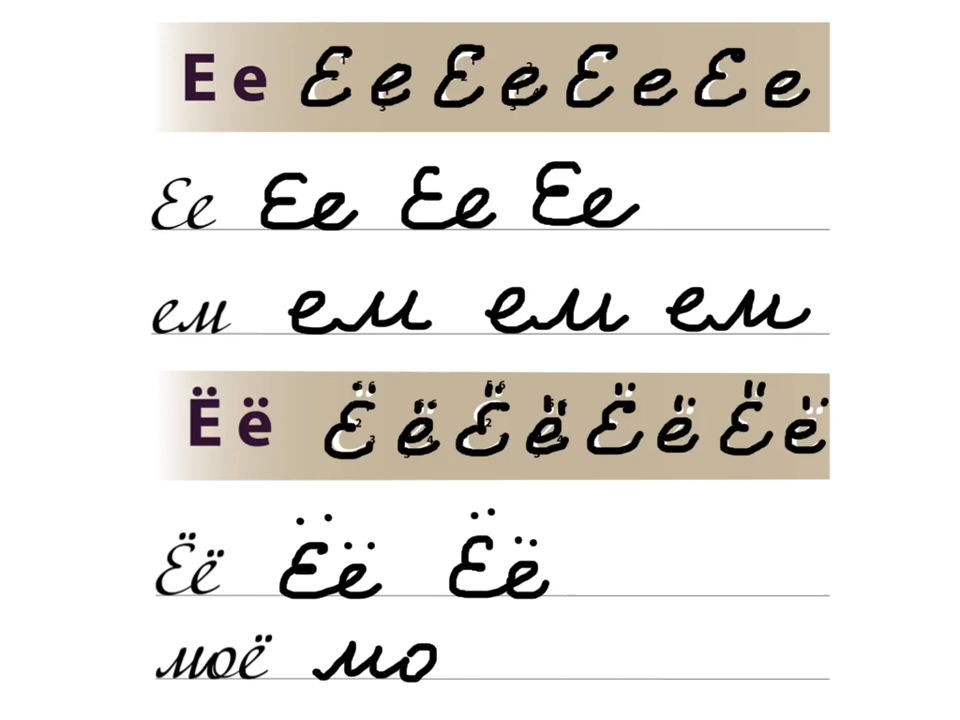 Е е Ее Ее Ее Ее
Ее Ее Ее Ее
ем ем ем ем
Ё ё Ёё Ёё Ёё Ёё
Ёё Ёё Ёё
моё мо